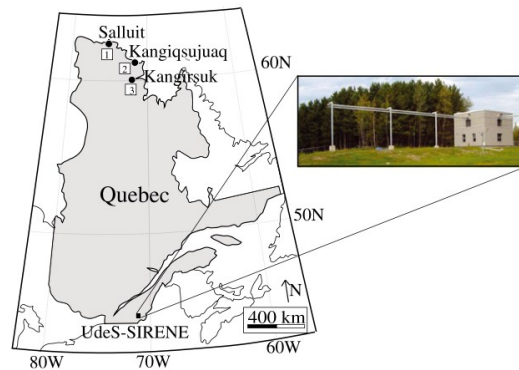 Salluit
1
Kangiqsujuaq
2
60N
Kangirsuk
3
Quebec
50N
N
UdeS-SIRENE
400 km
80W
70W
60W